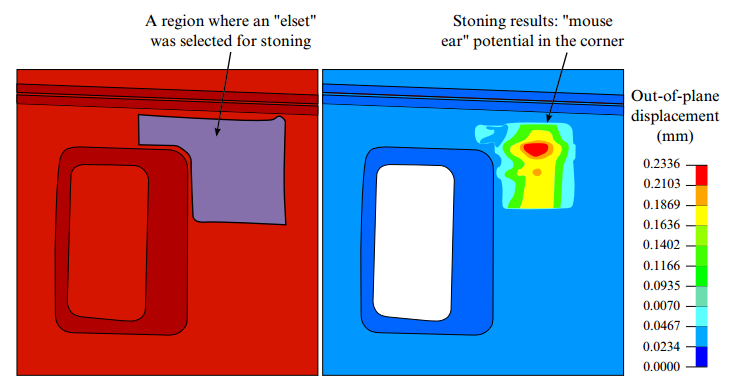 A region where an "elset"
was selected for stoning
Stoning results: "mouse
ear" potential in the corner
Out-of-plane
displacement
(mm)
0.2336
0.2103
0.1869
0.1636
0.1402
0.1166
0.0935
0.0070
0.0467
0.0234
0.0000